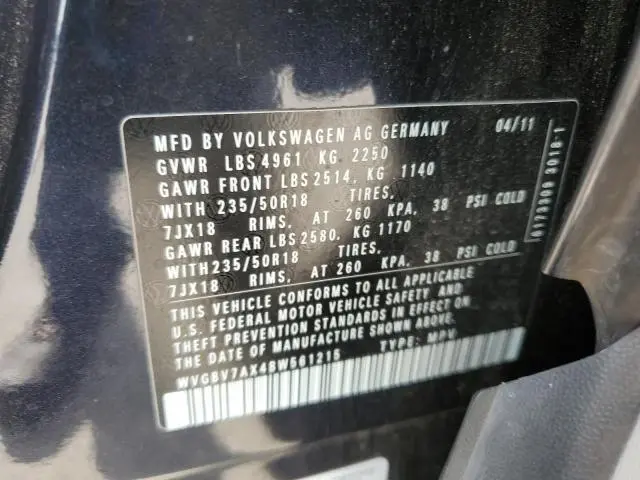 MFD BY VOLKSWAGEN AG GERMANY 04/11
GVWR LBS 4961 KG 2250
GAWR FRONT LBS 2514, KG 1140
WITH 235/50R18 TIRES,
7JX18 RIMS, AT 260 KPA, 38 PSI COLD
GAWR REAR LBS 2580, KG 1170
WITH 235/50R18 TIRES,
7JX18 RIMS, AT 260 KPA, 38 PSI COLD
THIS VEHICLE CONFORMS TO ALL APPLICABLE
U.S. FEDERAL MOTOR VEHICLE SAFETY AND
THEFT PREVENTION STANDARDS IN EFFECT ON
THE DATE OF MANUFACTURE SHOWN ABOVE.
WVGBV7AX4BW561215 TYPE: MPV
3018-1